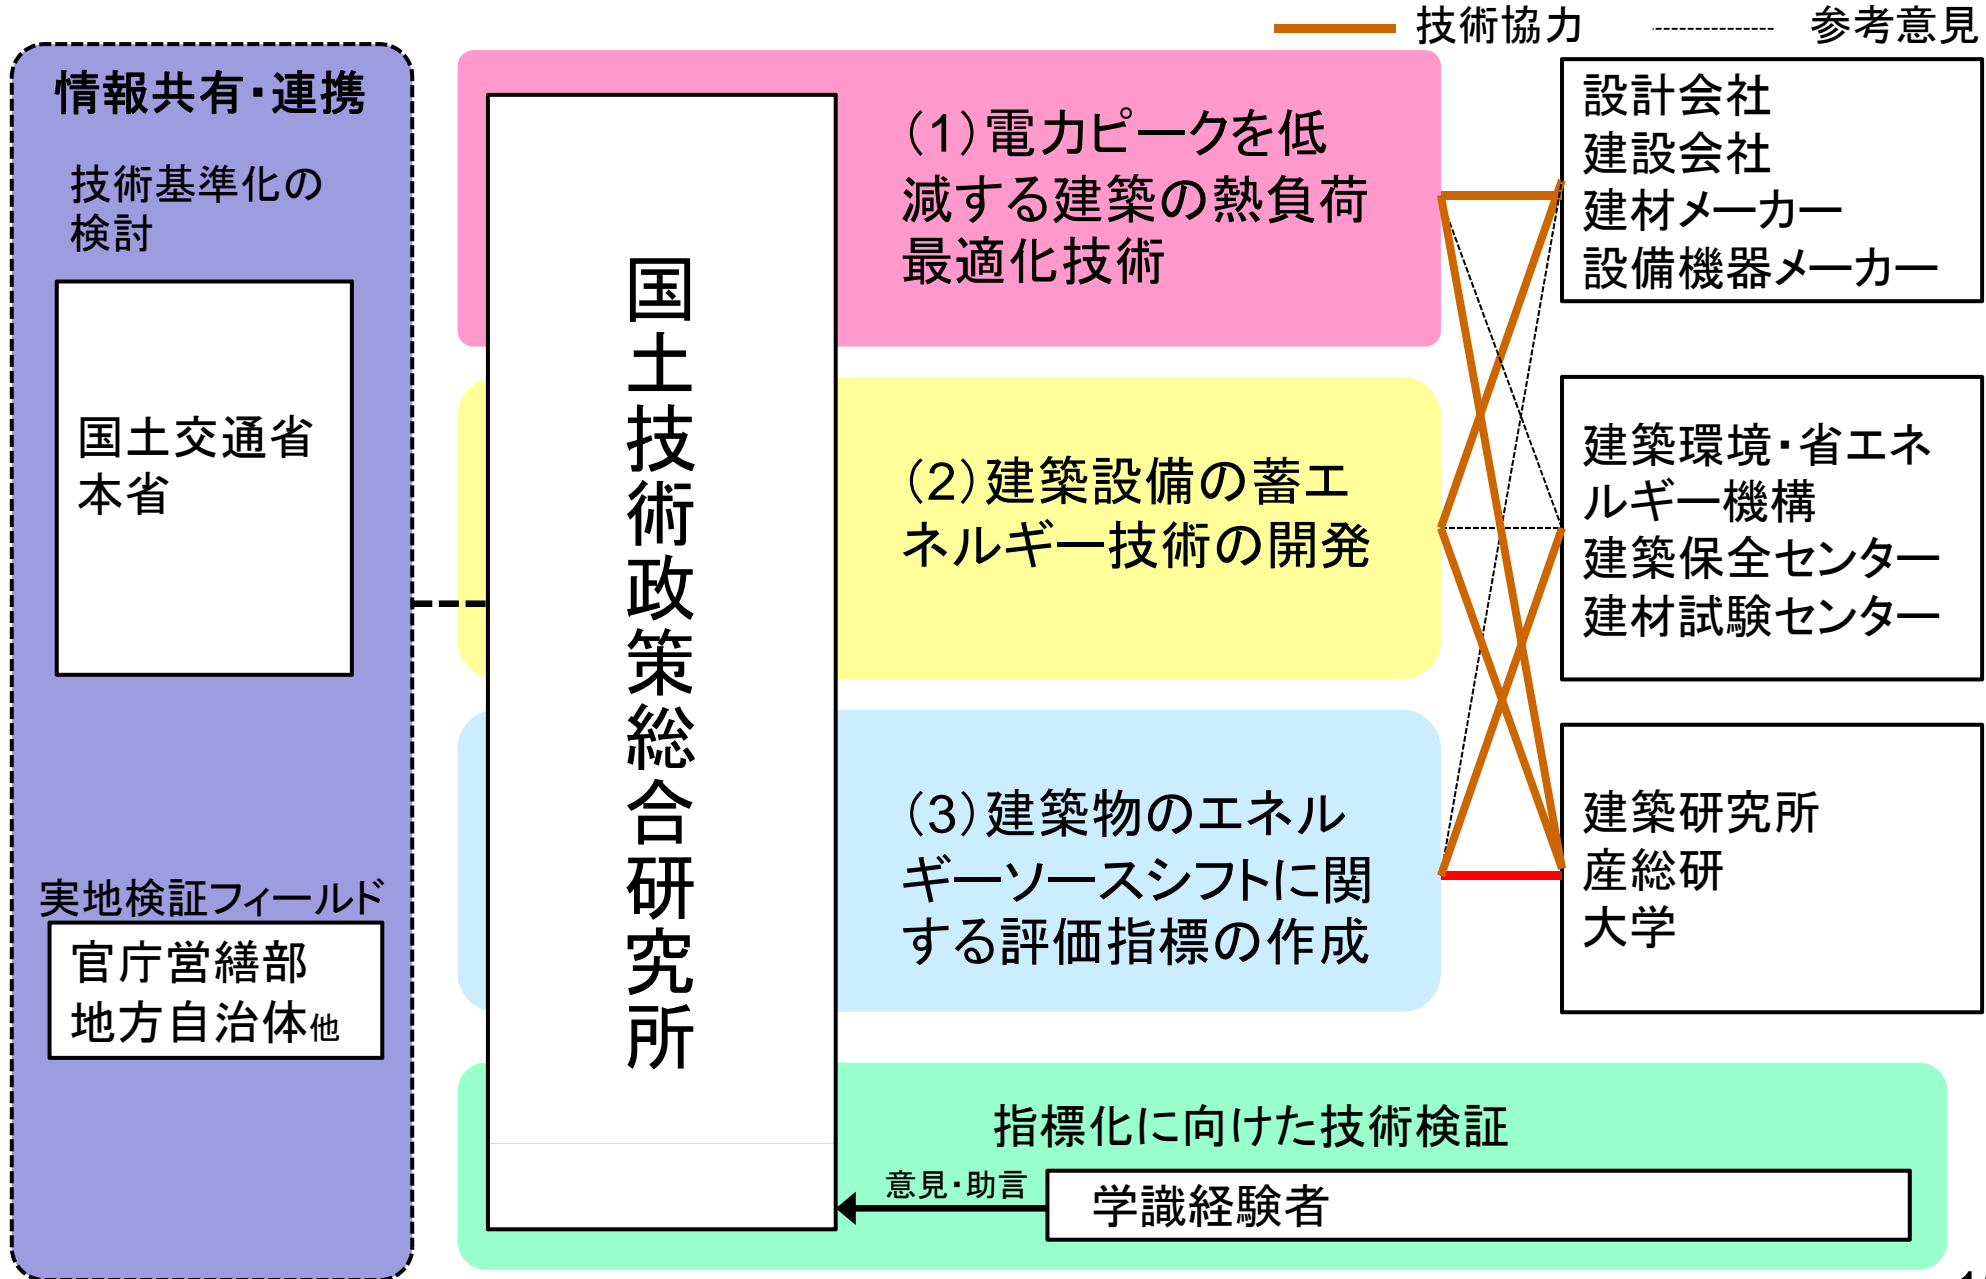 技術協力
参考意見
情報共有・連携
技術基準化の
検討
国土交通省
本省
実地検証フィールド
官庁営繕部
地方自治体他
国土技術政策総合研究所
(1)電力ピークを低
減する建築の熱負荷
最適化技術
(2)建築設備の蓄エ
ネルギー技術の開発
(3)建築物のエネル
ギーソースシフトに関
する評価指標の作成
設計会社
建設会社
建材メーカー
設備機器メーカー
建築環境・省エネ
ルギー機構
建築保全センター
建材試験センター
建築研究所
産総研
大学
指標化に向けた技術検証
意見・助言
学識経験者